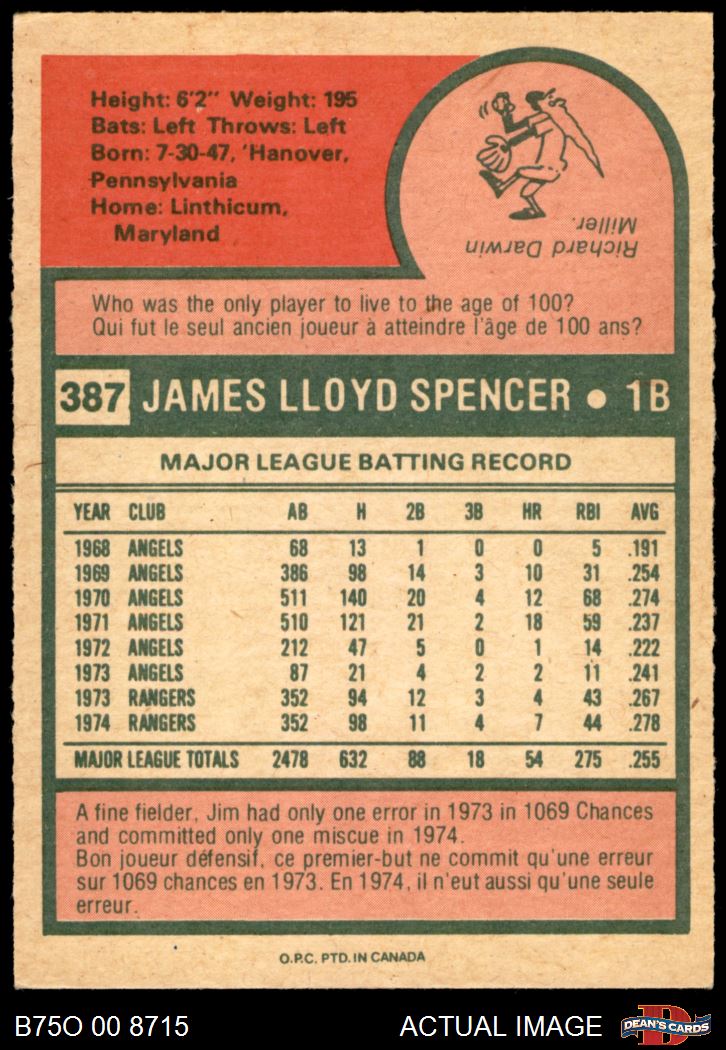 Height: 6'2" Weight: 195
Bats: Left Throws: Left
Born: 7-30-47, 'Hanover,
Pennsylvania
Home: Linthicum,
Maryland
Richard Darwin
Miller.
Who was the only player to live to the age of 100?
Qui fut le seul ancien joueur à atteindre l'âge de 100 ans?
387 JAMES LLOYD SPENCER • 1B
MAJOR LEAGUE BATTING RECORD
YEAR CLUB AB H 2B 3B HR RBI AVG
1968 ANGELS 68 13 1 0 0 5 .191
1969 ANGELS 386 98 14 3 10 31 .254
1970 ANGELS 511 140 20 4 12 68 .274
1971 ANGELS 510 121 21 2 18 59 .237
1972 ANGELS 212 47 5 0 1 14 .222
1973 ANGELS 87 21 4 2 2 11 .241
1973 RANGERS 352 94 12 3 4 43 .267
1974 RANGERS 352 98 11 4 7 44 .278
MAJOR LEAGUE TOTALS 2478 632 88 18 54 275 .255
A fine fielder, Jim had only one error in 1973 in 1069 Chances
and committed only one miscue in 1974.
Bon joueur défensif, ce premier-but ne commit qu'une erreur
sur 1069 chances en 1973. En 1974, il n'eut aussi qu'une seule
erreur.
O.P.C. PTD. IN CANADA
B75O 00 8715 ACTUAL IMAGE D DEAN'S CARDS